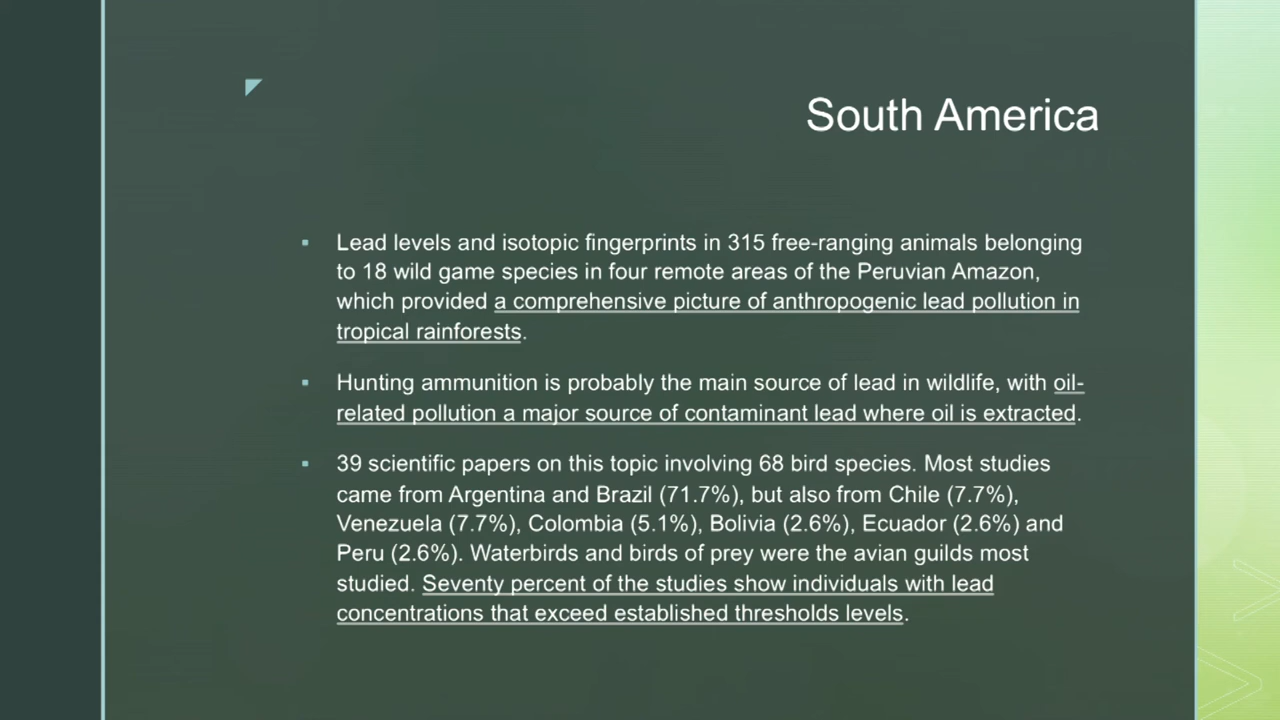 South America
▪ Lead levels and isotopic fingerprints in 315 free-ranging animals belonging
to 18 wild game species in four remote areas of the Peruvian Amazon,
which provided a comprehensive picture of anthropogenic lead pollution in
tropical rainforests.
▪ Hunting ammunition is probably the main source of lead in wildlife, with oil-
related pollution a major source of contaminant lead where oil is extracted.
▪ 39 scientific papers on this topic involving 68 bird species. Most studies
came from Argentina and Brazil (71.7%), but also from Chile (7.7%),
Venezuela (7.7%), Colombia (5.1%), Bolivia (2.6%), Ecuador (2.6%) and
Peru (2.6%). Waterbirds and birds of prey were the avian guilds most
studied. Seventy percent of the studies show individuals with lead
concentrations that exceed established thresholds levels.